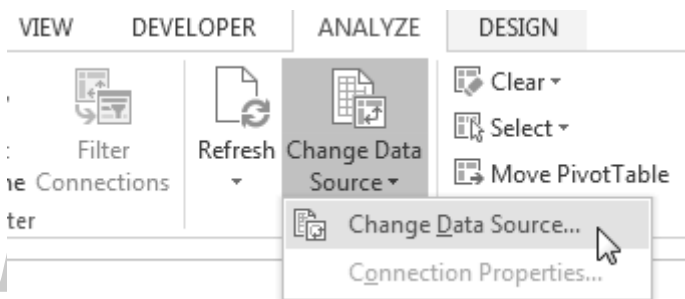 VIEW DEVELOPER ANALYZE DESIGN
Clear
Select
Move PivotTable
Filter
Connections
Refresh
Change Data
Source
ter
Change Data Source...
Connection Properties...